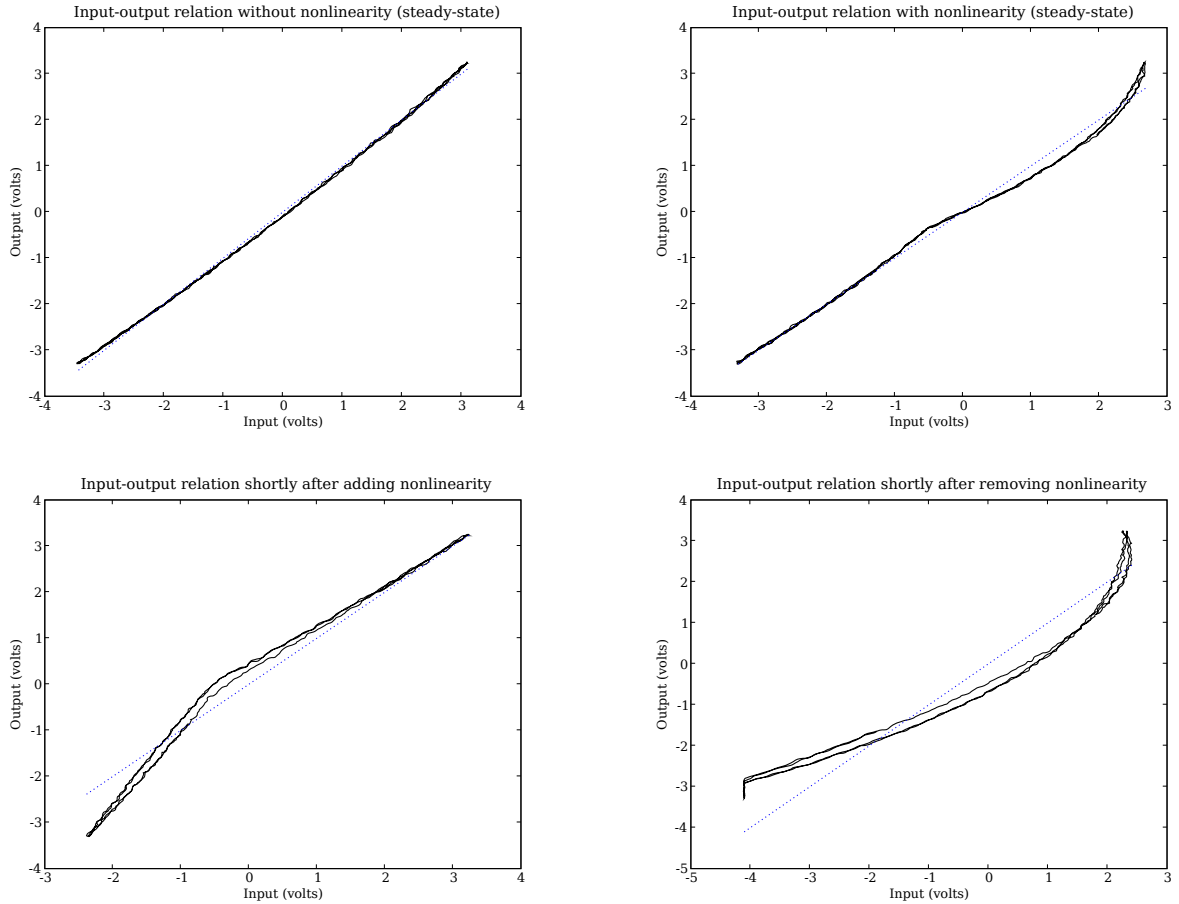 Input-output relation without nonlinearity (steady-state)
4
3
2
1
0
-1
-2
-3
-4
Output (volts)
-4 -3 -2 -1 0 1 2 3 4
Input (volts)
Input-output relation with nonlinearity (steady-state)
4
3
2
1
0
-1
-2
-3
-4
Output (volts)
-4 -3 -2 -1 0 1 2 3
Input (volts)
Input-output relation shortly after adding nonlinearity
4
3
2
1
0
-1
-2
-3
-4
Output (volts)
-3 -2 -1 0 1 2 3 4
Input (volts)
Input-output relation shortly after removing nonlinearity
4
3
2
1
0
-1
-2
-3
-4
-5
Output (volts)
-5 -4 -3 -2 -1 0 1 2 3
Input (volts)